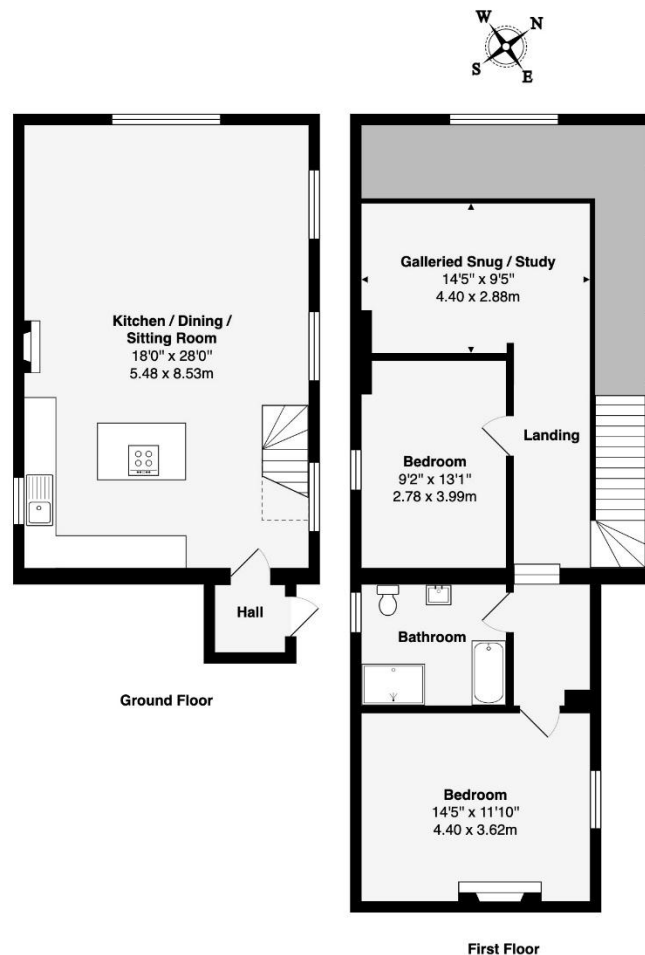 W
N
S
E
Kitchen / Dining /
Sitting Room
18'0" x 28'0"
5.48 x 8.53m
Hall
Ground Floor
Galleried Snug / Study
14'5" x 9'5"
4.40 x 2.88m
Landing
Bedroom
9'2" x 13'1"
2.78 x 3.99m
Bathroom
Bedroom
14'5" x 11'10"
4.40 x 3.62m
First Floor